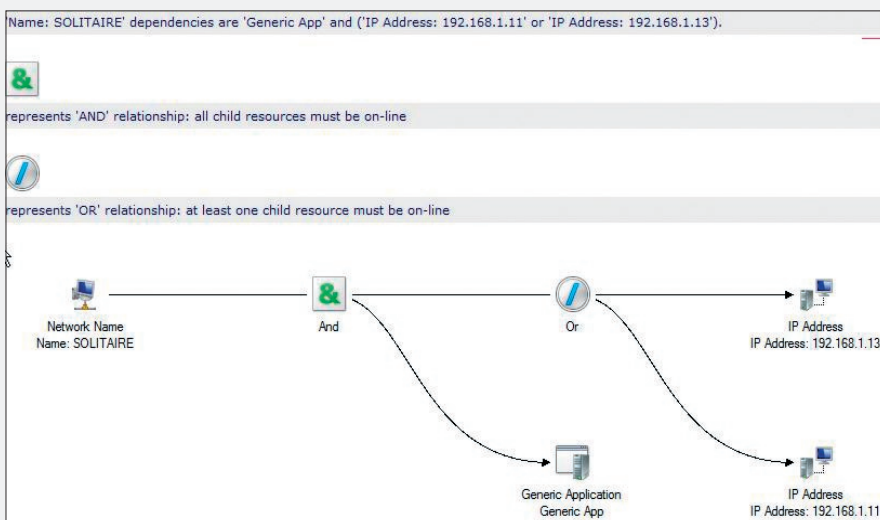 'Name: SOLITAIRE' dependencies are 'Generic App' and ('IP Address: 192.168.1.11' or 'IP Address: 192.168.1.13').
&
represents 'AND' relationship: all child resources must be on-line
/
represents 'OR' relationship: at least one child resource must be on-line
&
/
Network Name
Name: SOLITAIRE
And
Or
IP Address
IP Address: 192.168.1.13
Generic Application
Generic App
IP Address
IP Address: 192.168.1.11